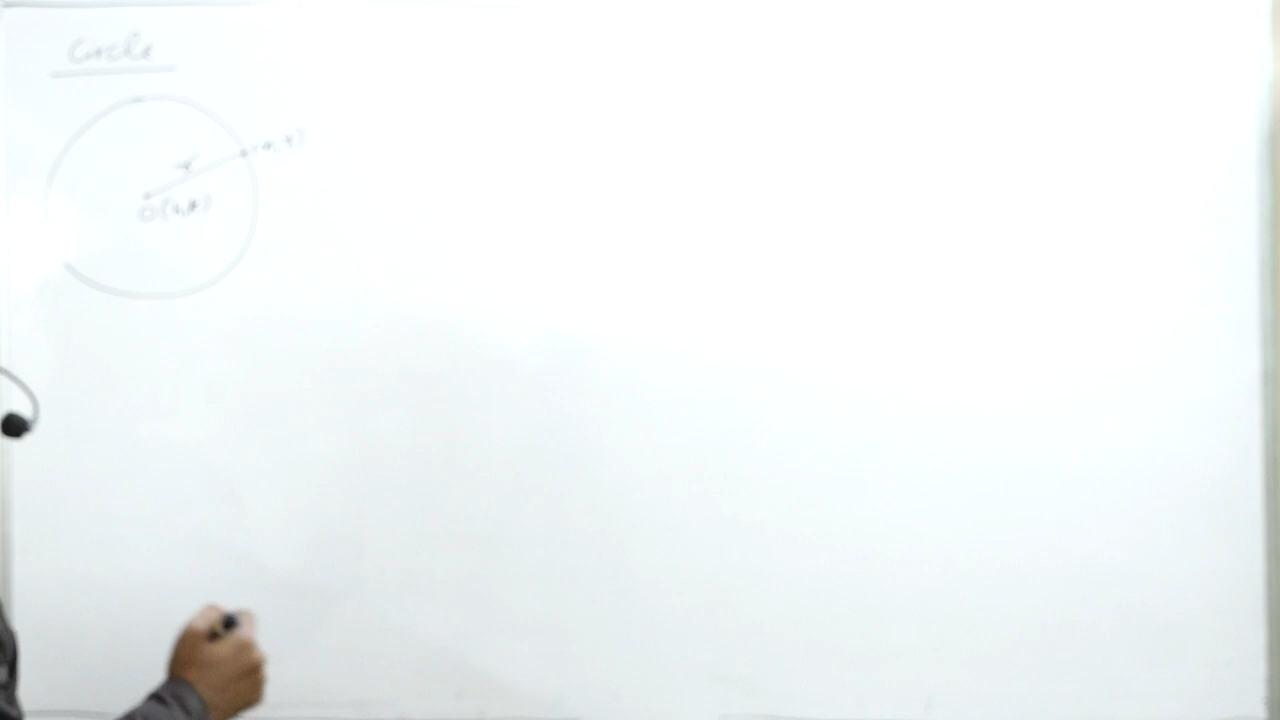 Circle
(x, y)
r
O(h,k)